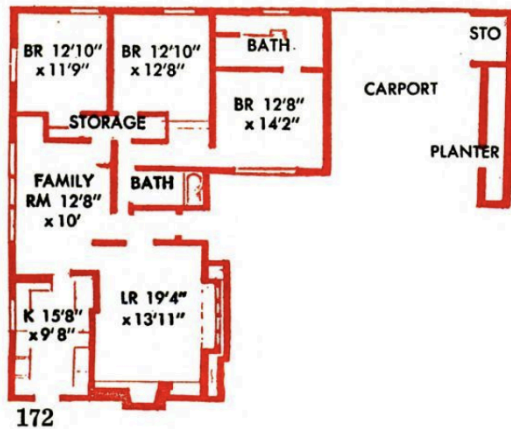 BR 12'10"
x 11'9"
BR 12'10"
x 12'8"
BATH
STO
CARPORT
BR 12'8"
x 14'2"
STORAGE
PLANTER
FAMILY
RM 12'8"
x 10'
BATH
LR 19'4"
x 13'11"
K 15'8"
x 9'8"
172